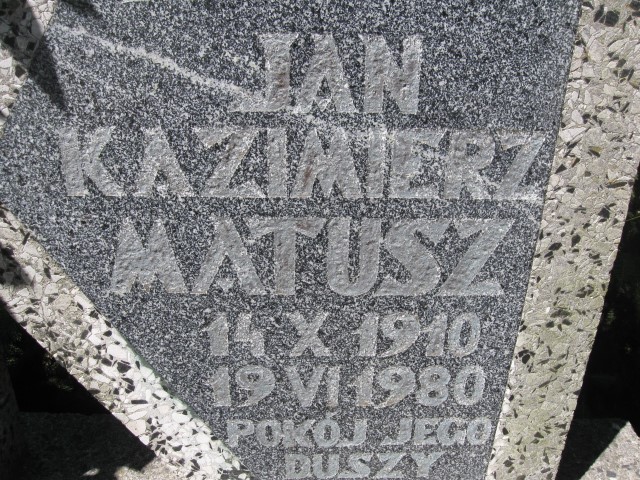 JAN
KAZIMIERZ
MATUSZ
14 X 1910
19 VI 1980
POKÓJ JEGO
DUSZY